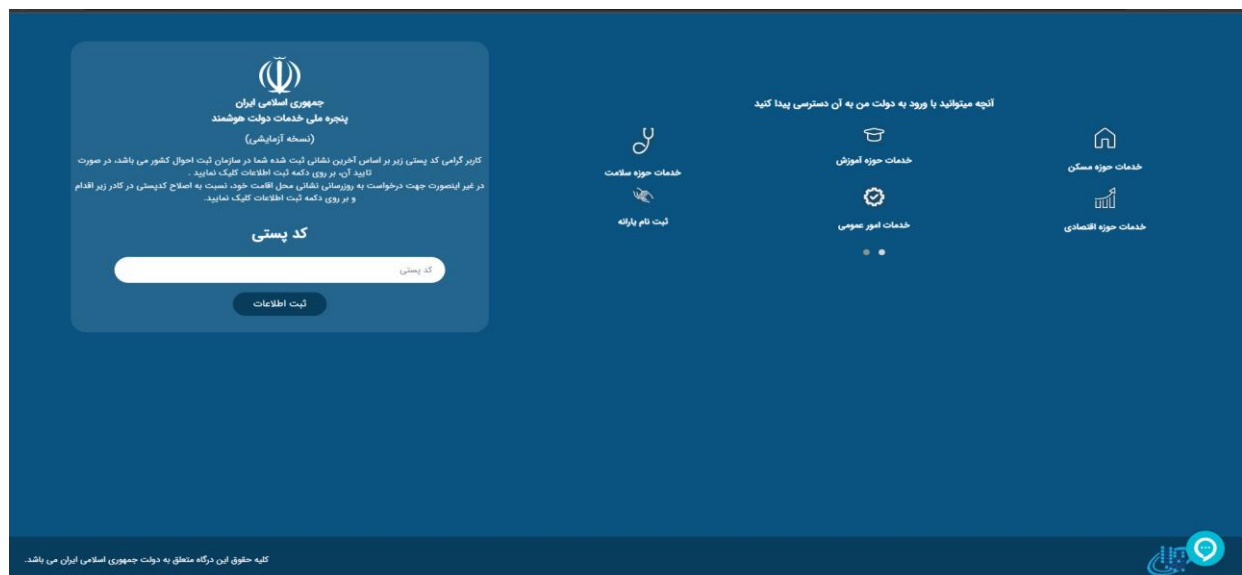 جمهوری اسلامی ایران
پنجره ملی خدمات دولت هوشمند
(نسخه آزمایشی)
کاربر گرامی کد پستی زیر بر اساس آخرین نشانی ثبت شده شما در سازمان ثبت احوال کشور می باشد، در صورت
تایید آن، بر روی دکمه ثبت اطلاعات کلیک نمایید .
در غیر اینصورت جهت درخواست به روزرسانی نشانی محل اقامت خود، نسبت به اصلاح کدپستی در کادر زیر اقدام
و بر روی دکمه ثبت اطلاعات کلیک نمایید.
کد پستی
کد پستی
ثبت اطلاعات
آنچه میتوانید با ورود به دولت من به آن دسترسی پیدا کنید
خدمات حوزه مسکن
خدمات حوزه آموزش
خدمات حوزه سلامت
خدمات حوزه اقتصادی
خدمات امور عمومی
ثبت نام یارانه
کلیه حقوق این درگاه متعلق به دولت جمهوری اسلامی ایران می باشد.